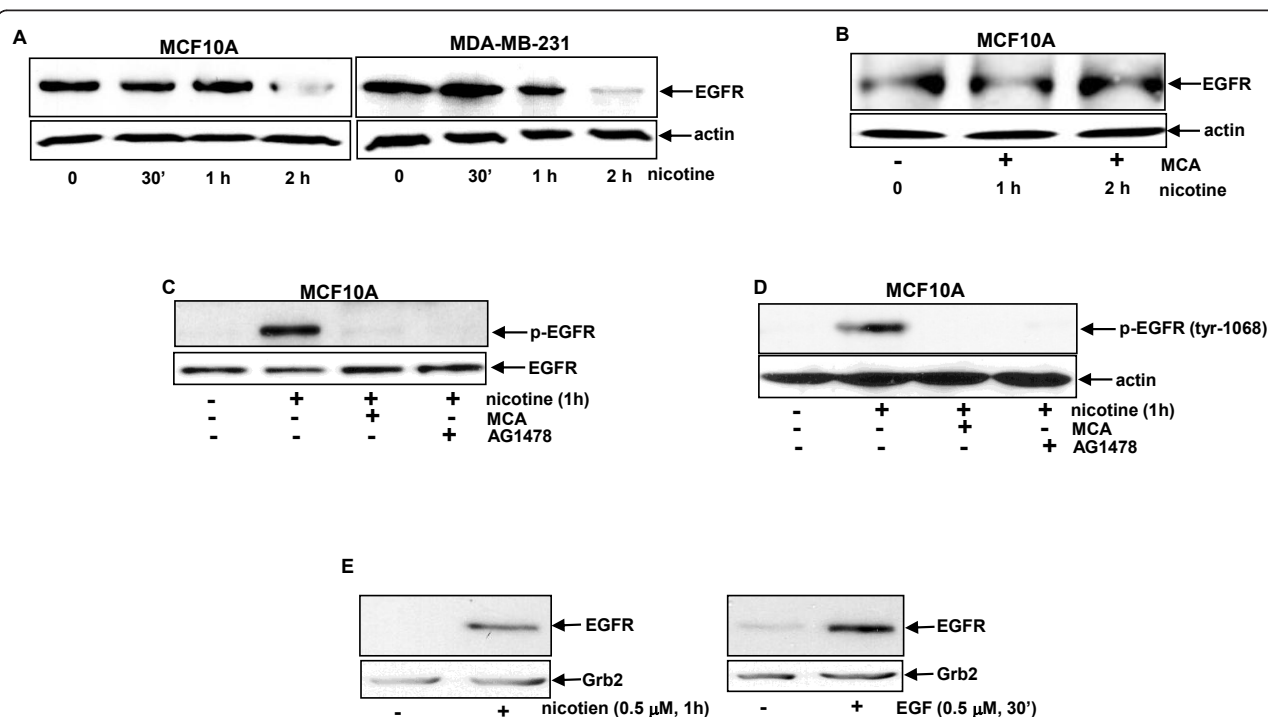 A
MCF10A
MDA-MB-231
EGFR
actin
0 30' 1 h 2 h 0 30' 1 h 2 h nicotine
B
MCF10A
EGFR
actin
- + + MCA
0 1 h 2 h nicotine
C
MCF10A
p-EGFR
EGFR
- + + + nicotine (1h)
- - + - MCA
- - - + AG1478
D
MCF10A
p-EGFR (tyr-1068)
actin
- + + + nicotine (1h)
- - + - MCA
- - - + AG1478
E
EGFR
Grb2
- + nicotien (0.5 μM, 1h)
EGFR
Grb2
- + EGF (0.5 μM, 30')